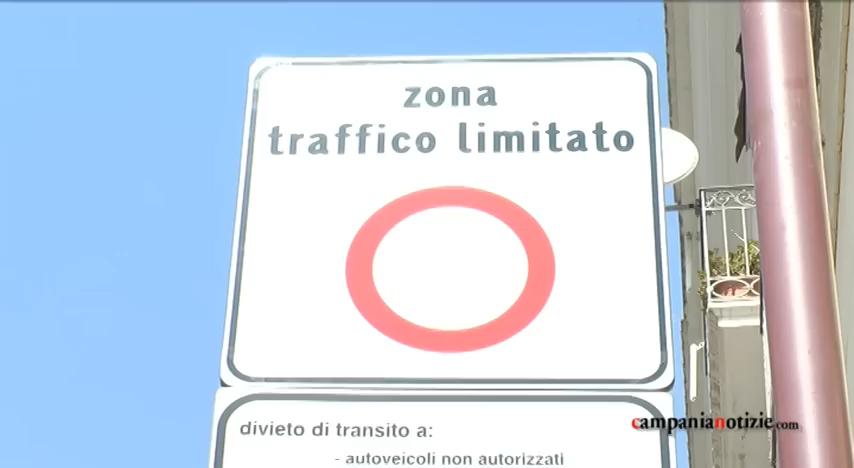 zona
traffico limitato
divieto di transito a:
- autoveicoli non autorizzati
campanianotizie.com